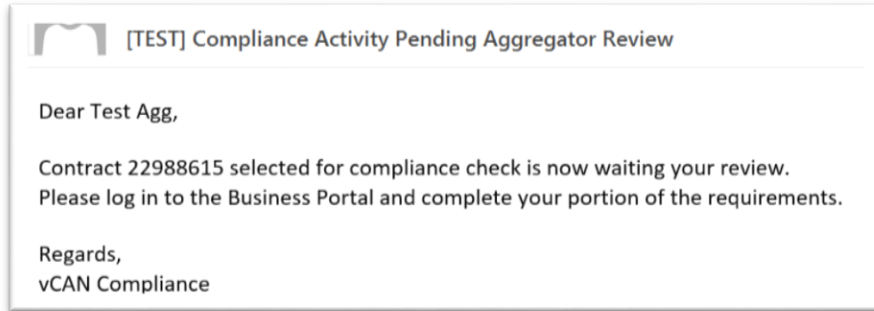 [TEST] Compliance Activity Pending Aggregator Review
Dear Test Agg,
Contract 22988615 selected for compliance check is now waiting your review.
Please log in to the Business Portal and complete your portion of the requirements.
Regards,
vCAN Compliance